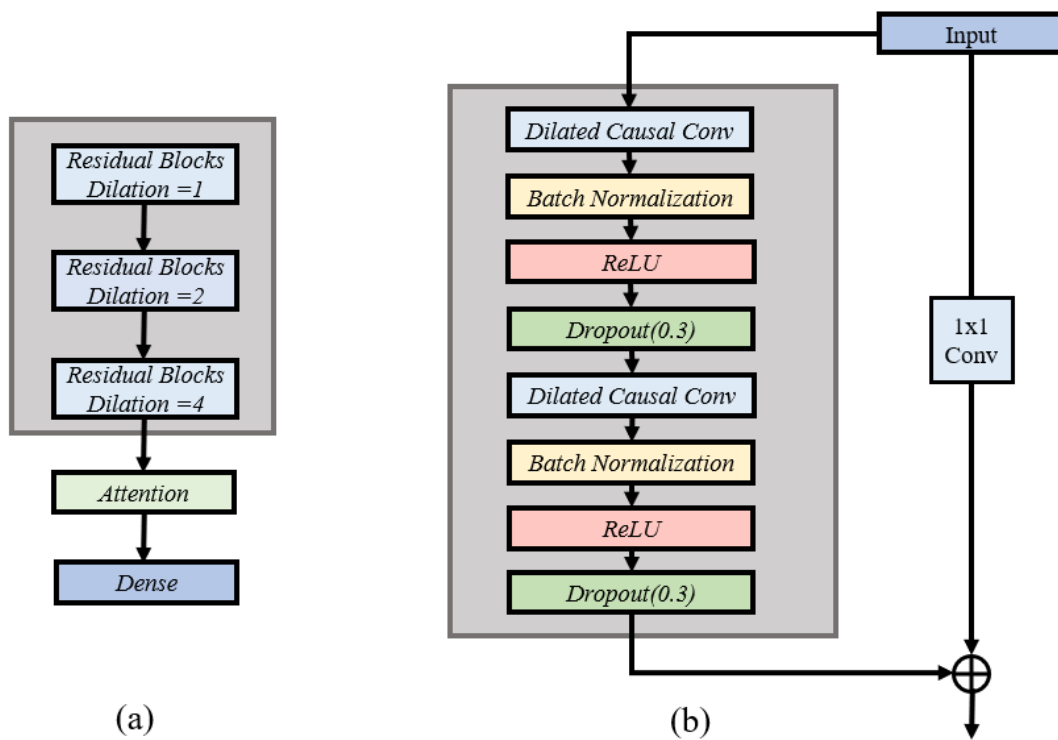 Residual Blocks
Dilation =1
Residual Blocks
Dilation =2
Residual Blocks
Dilation =4
Attention
Dense
(a)
Input
Dilated Causal Conv
Batch Normalization
ReLU
Dropout(0.3)
Dilated Causal Conv
Batch Normalization
ReLU
Dropout(0.3)
1x1
Conv
(b)